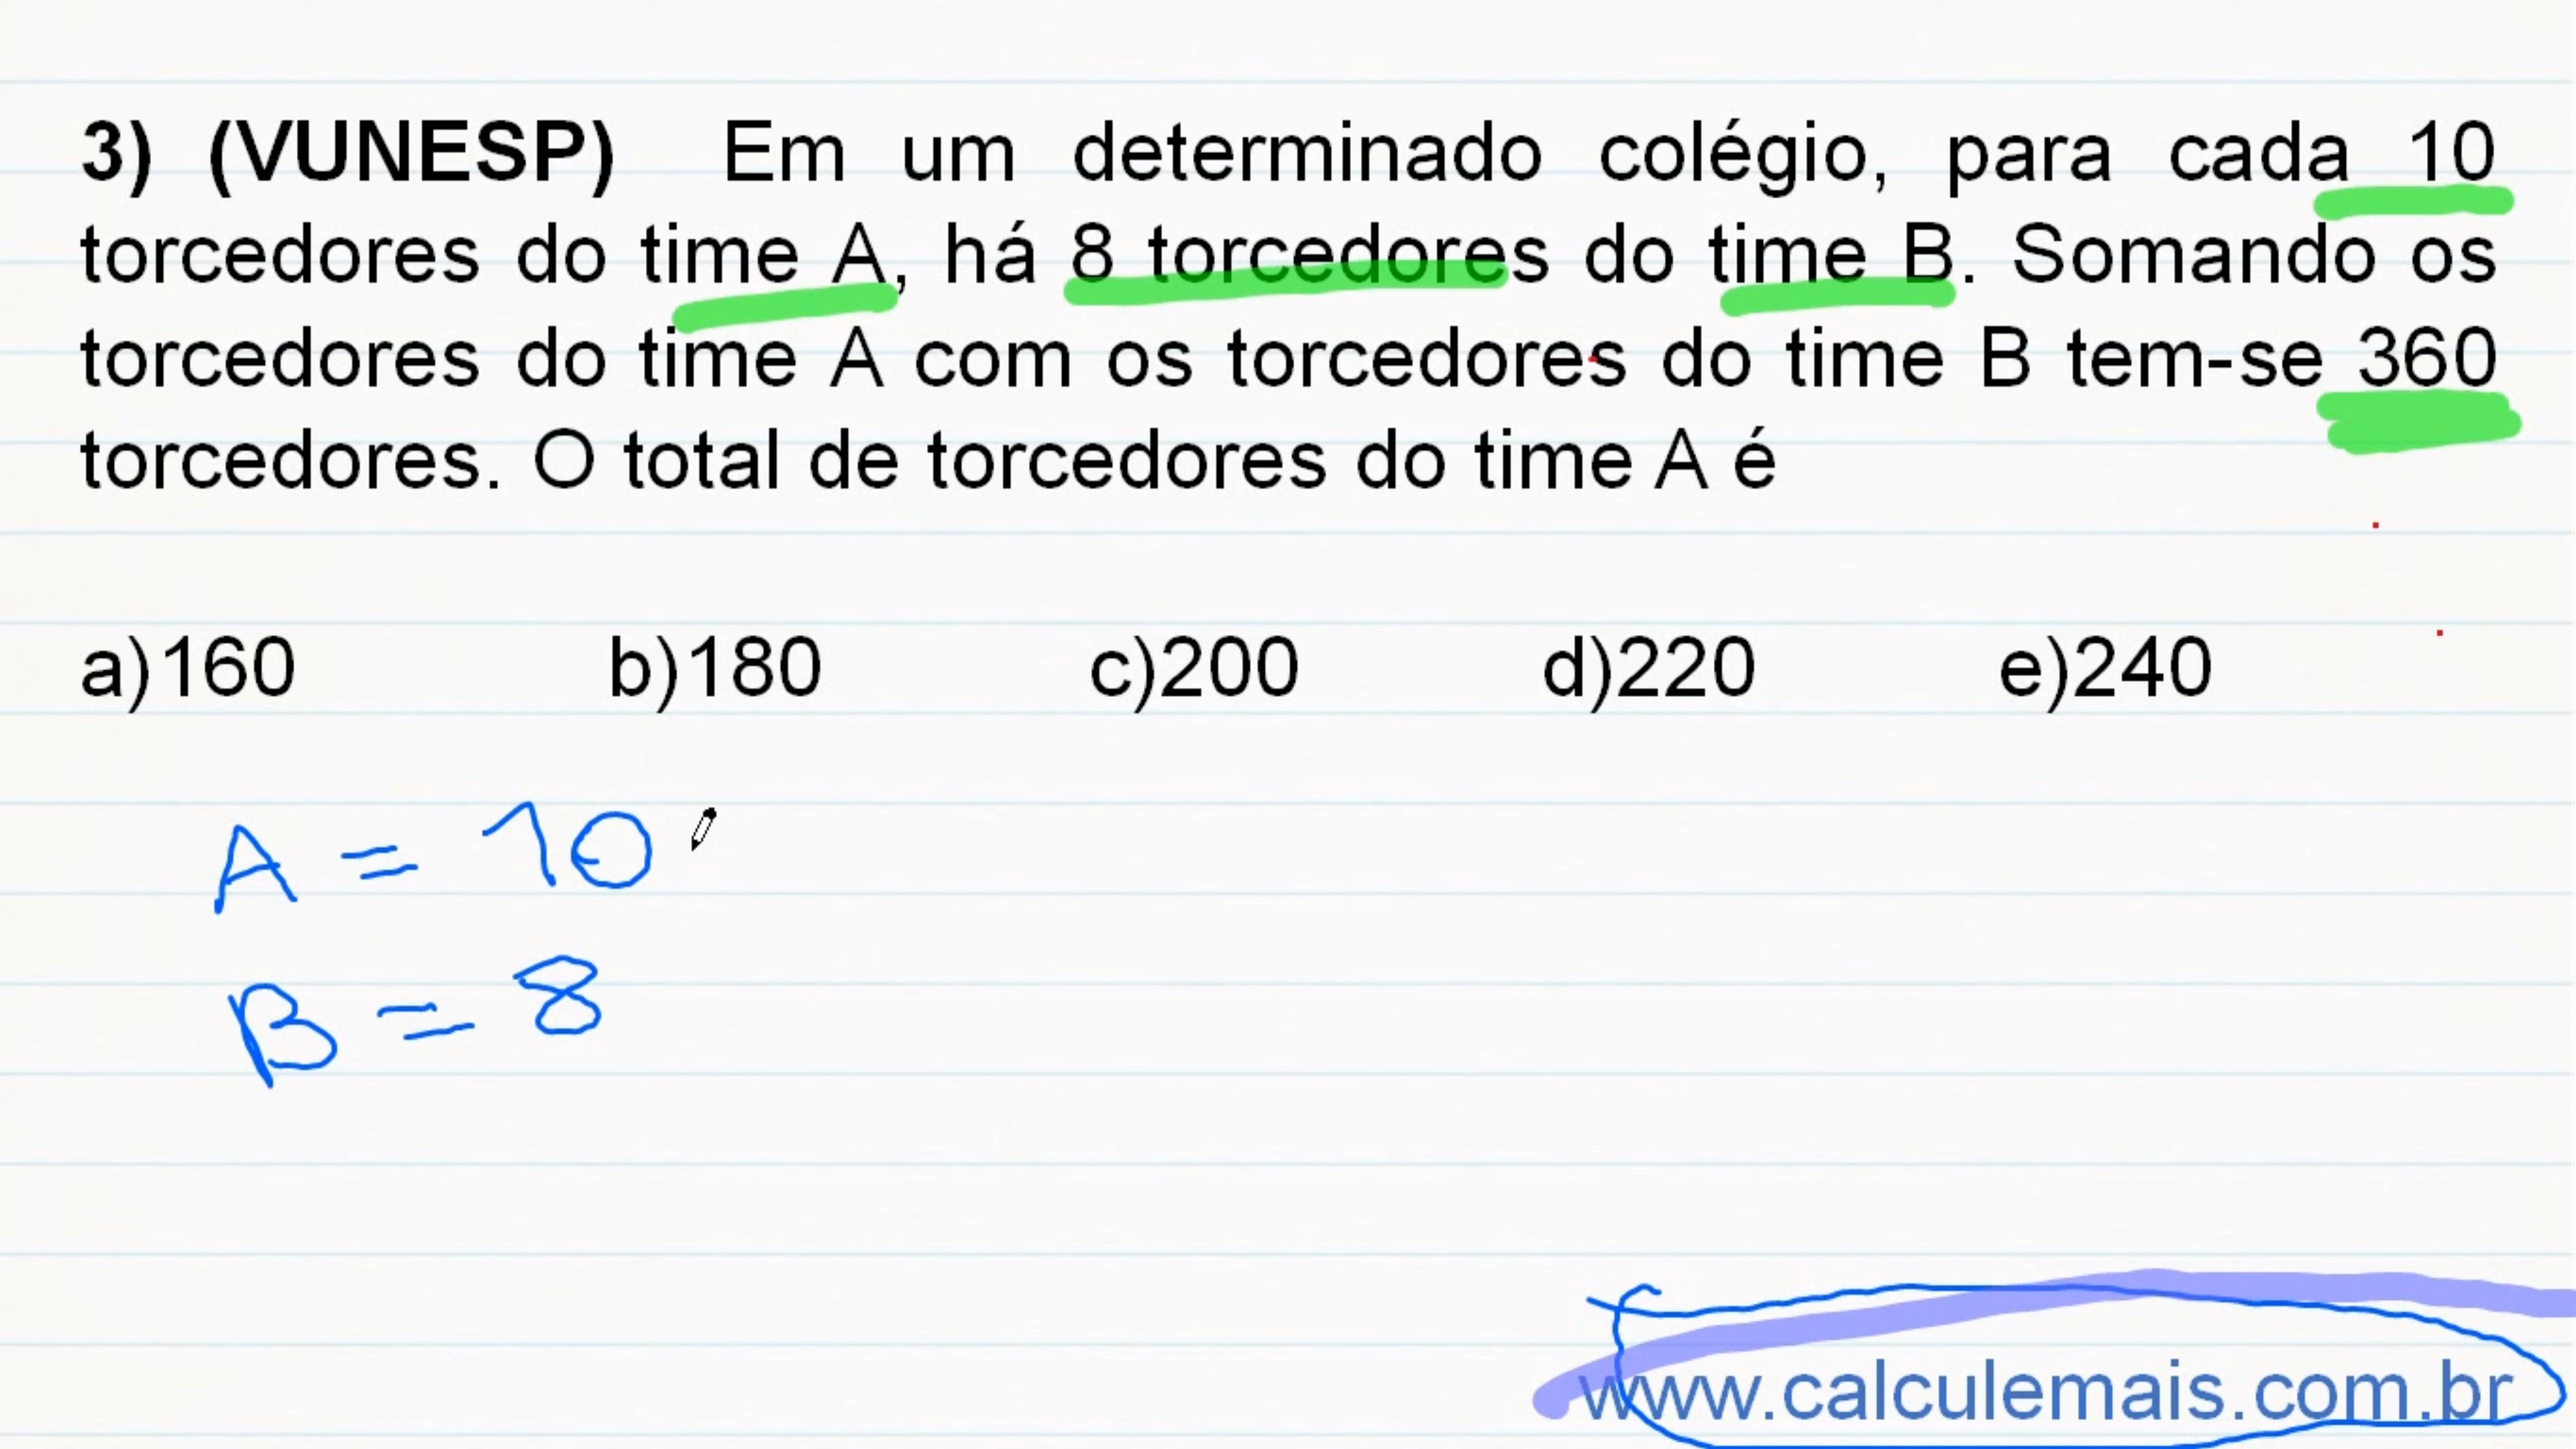 3) (VUNESP) Em um determinado colégio, para cada 10
torcedores do time A, há 8 torcedores do time B. Somando os
torcedores do time A com os torcedores do time B tem-se 360
torcedores. O total de torcedores do time A é
a)160 b)180 c)200 d)220 e)240
A = 10
B = 8
www.calculemais.com.br